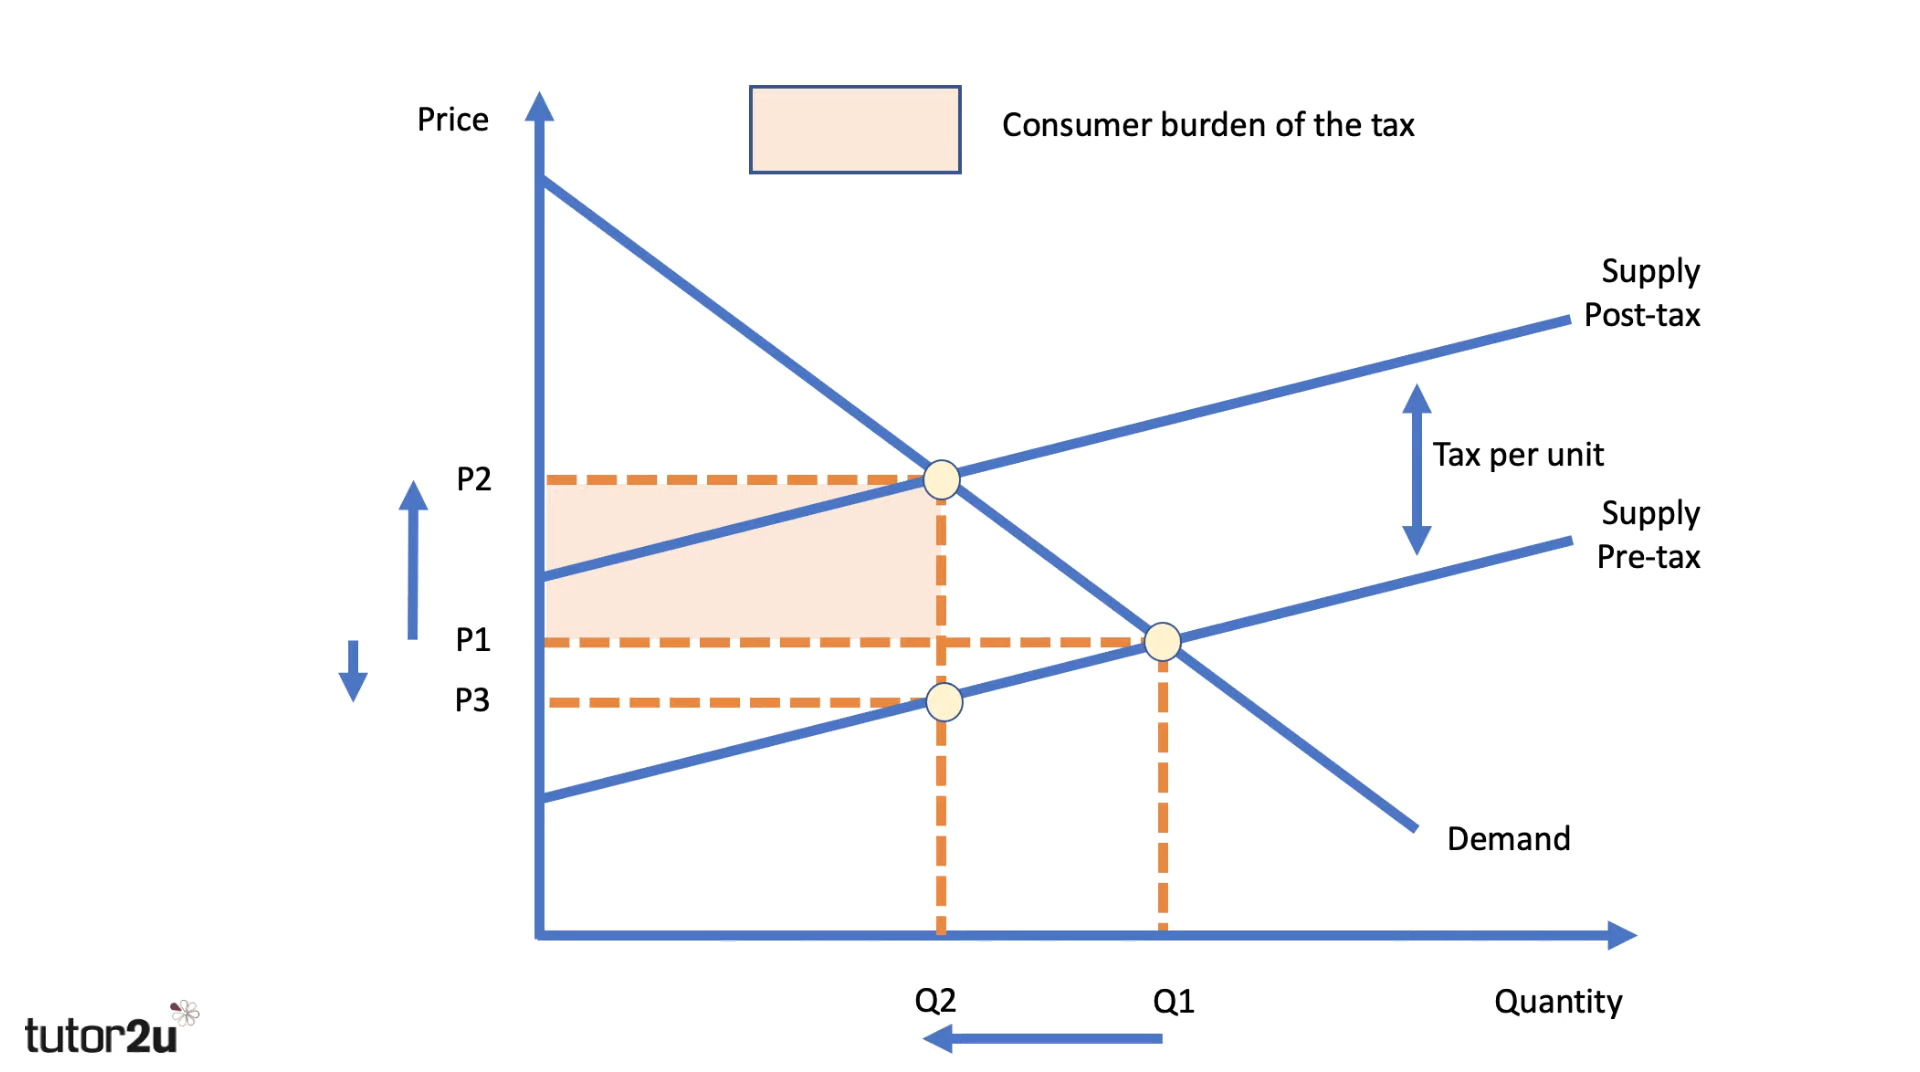 Price
Consumer burden of the tax
Supply
Post-tax
Tax per unit
P2
Supply
Pre-tax
P1
P3
Demand
Q2
Q1
Quantity
tutor2u